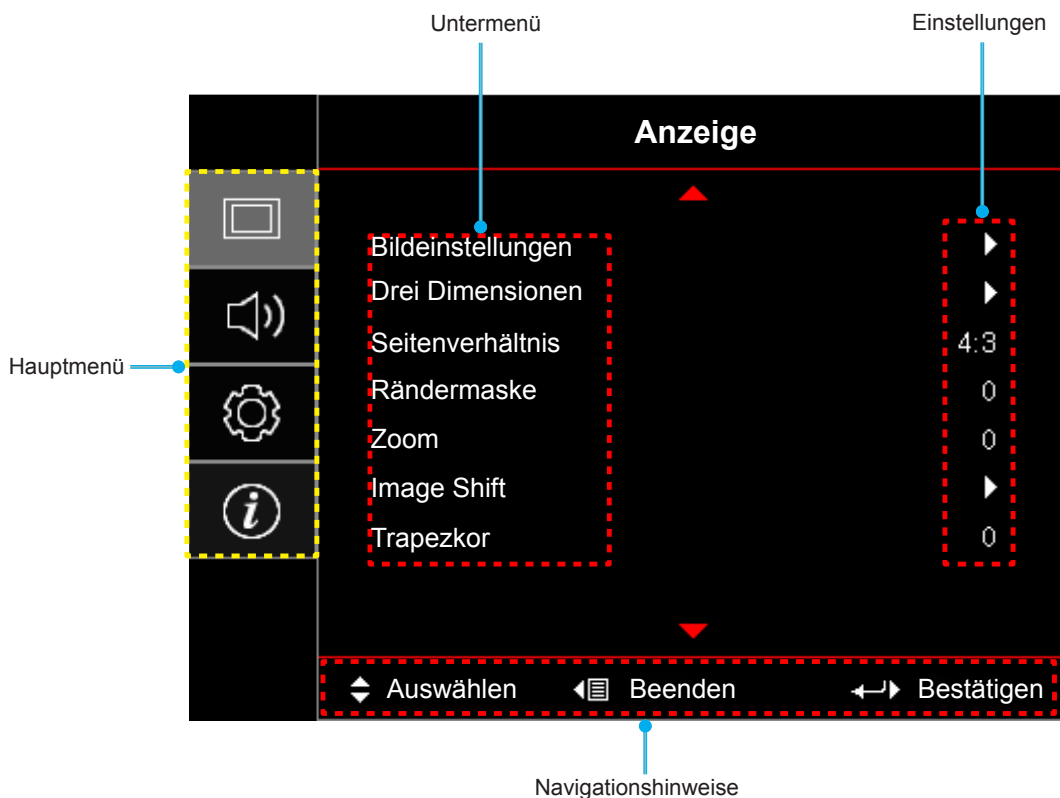 Untermenü Einstellungen
Anzeige
Bildeinstellungen
Drei Dimensionen
Seitenverhältnis 4:3
Hauptmenü
Rändermaske 0
Zoom 0
Image Shift
Trapezkor 0
Auswählen Beenden Bestätigen
Navigationshinweise